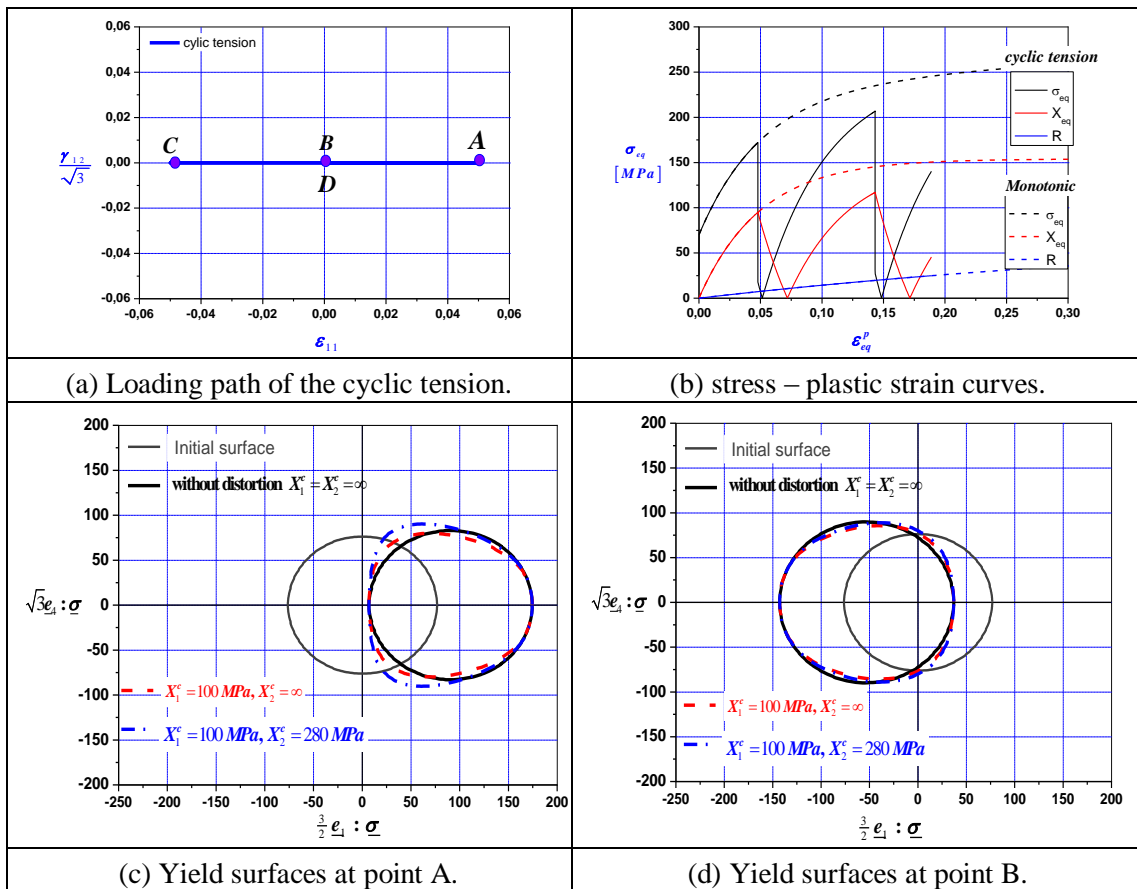 0,06
0,04
0,02
0,00
-0,02
-0,04
-0,06
-0,06 -0,04 -0,02 0,00 0,02 0,04 0,06
cylic tension
C B A
D
γ₁₂
√3
ε₁₁
(a) Loading path of the cyclic tension.
300
250
200
150
100
50
0
0,00 0,05 0,10 0,15 0,20 0,25 0,30
σ_eq
[MPa]
ε^p_eq
cyclic tension
σ_eq
X_eq
R
Monotonic
σ_eq
X_eq
R
(b) stress – plastic strain curves.
200
150
100
50
0
-50
-100
-150
-200
-250 -200 -150 -100 -50 0 50 100 150 200
Initial surface
without distortion X₁ᶜ = X₂ᶜ = ∞
√3e₄ : σ
X₁ᶜ = 100 MPa, X₂ᶜ = ∞
X₁ᶜ = 100 MPa, X₂ᶜ = 280 MPa
3/2 e₁ : σ
(c) Yield surfaces at point A.
200
150
100
50
0
-50
-100
-150
-200
-250 -200 -150 -100 -50 0 50 100 150 200
Initial surface
without distortion X₁ᶜ = X₂ᶜ = ∞
√3e₄ : σ
X₁ᶜ = 100 MPa, X₂ᶜ = ∞
X₁ᶜ = 100 MPa, X₂ᶜ = 280 MPa
3/2 e₁ : σ
(d) Yield surfaces at point B.